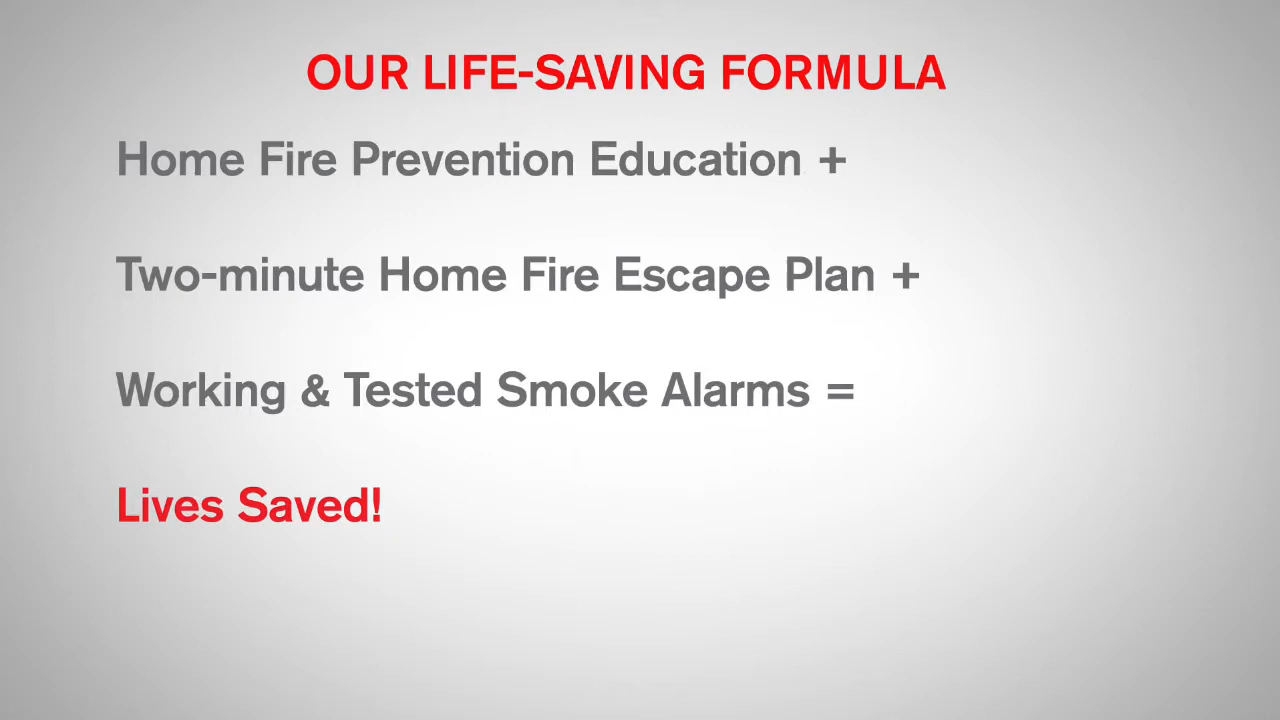 OUR LIFE-SAVING FORMULA
Home Fire Prevention Education +
Two-minute Home Fire Escape Plan +
Working & Tested Smoke Alarms =
Lives Saved!